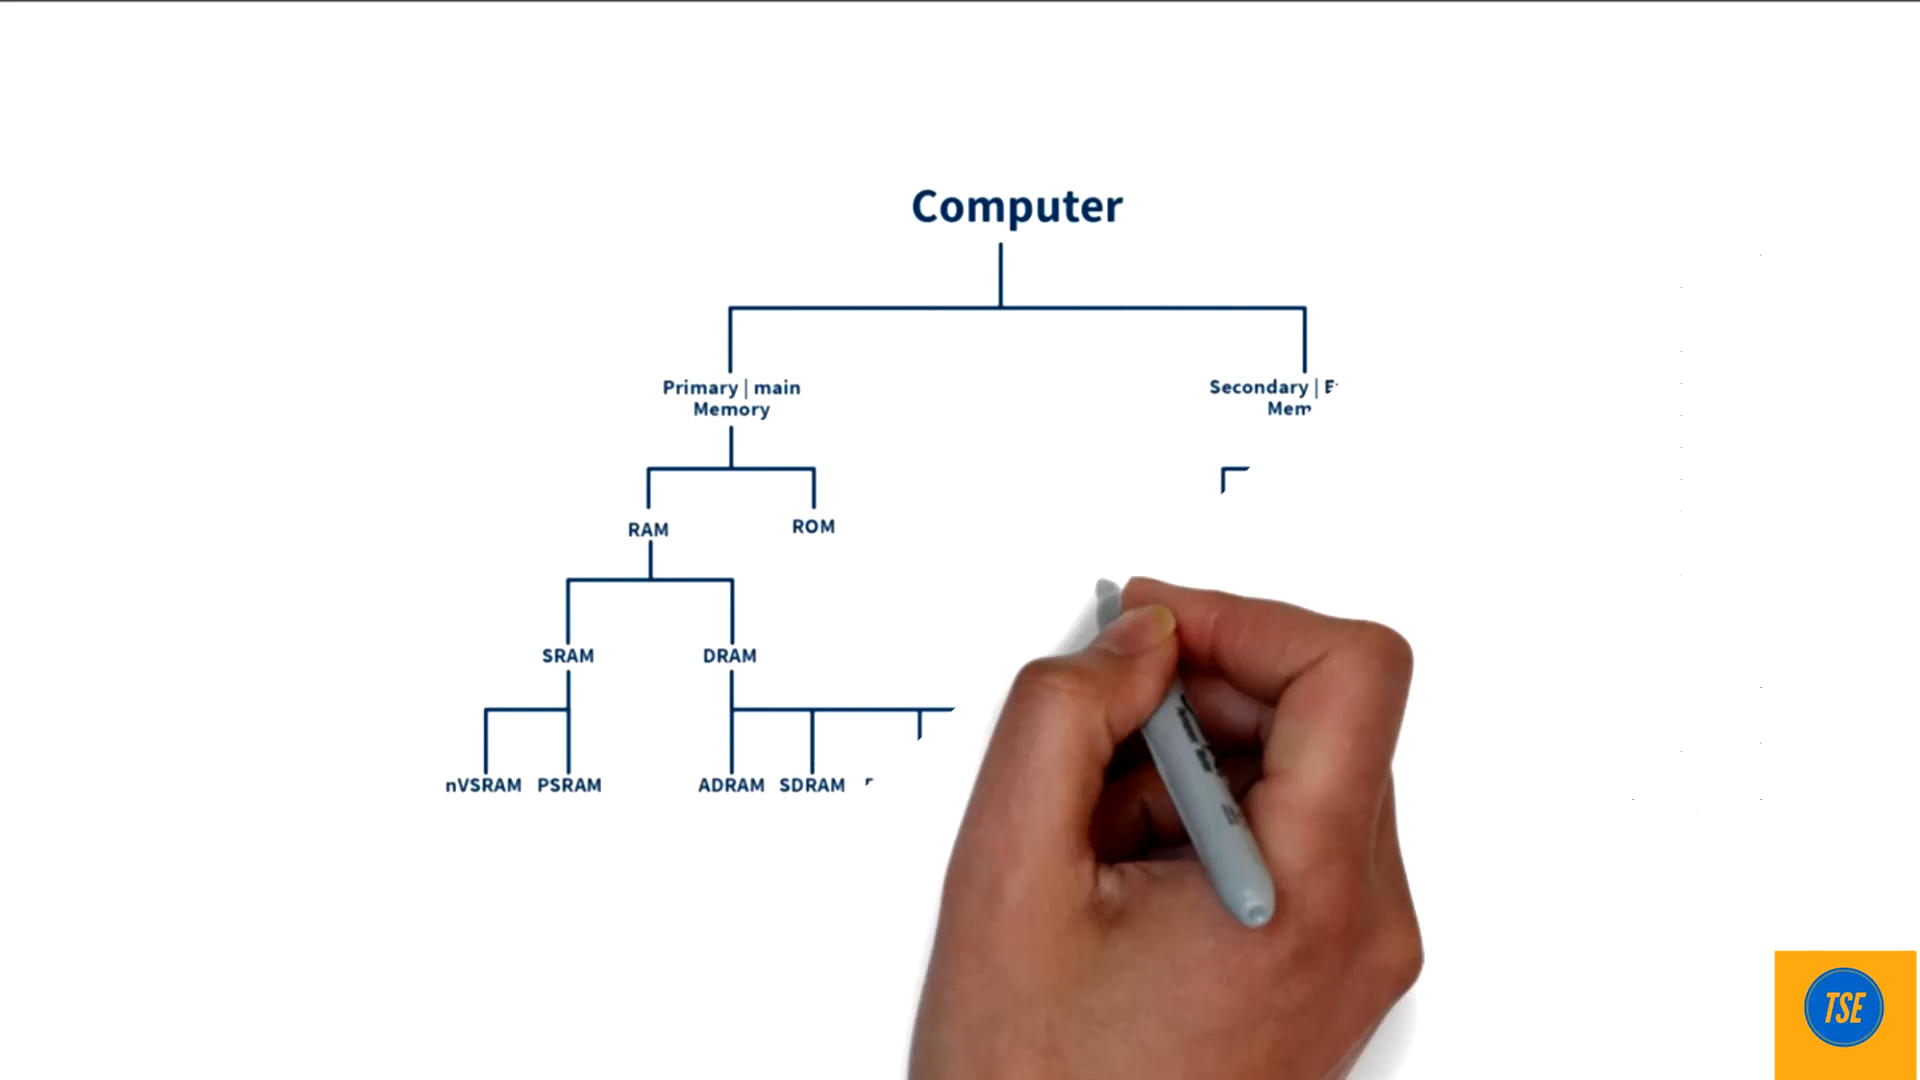 Computer
Primary | main
Memory
Secondary |
RAM
ROM
SRAM
DRAM
nVSRAM
PSRAM
ADRAM
SDRAM
TSE